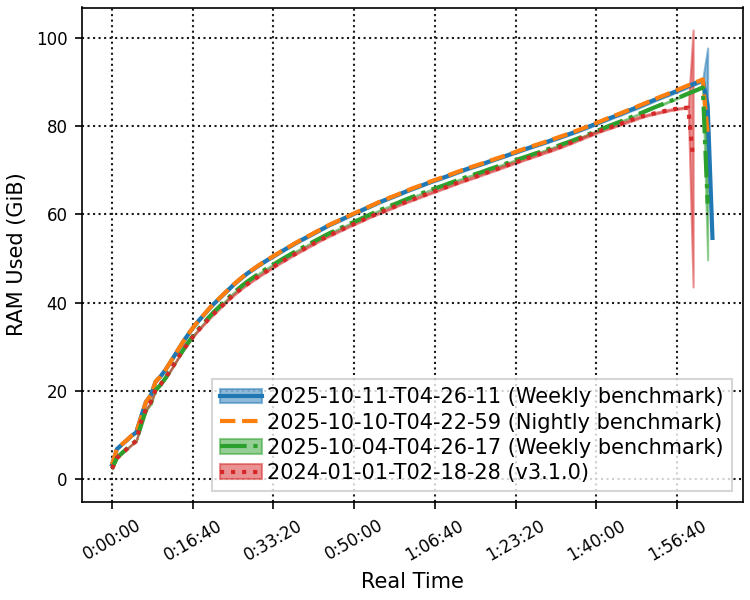 100
80
60
40
20
0
RAM Used (GiB)
2025-10-11-T04-26-11 (Weekly benchmark)
2025-10-10-T04-22-59 (Nightly benchmark)
2025-10-04-T04-26-17 (Weekly benchmark)
2024-01-01-T02-18-28 (v3.1.0)
0:00:00 0:16:40 0:33:20 0:50:00 1:06:40 1:23:20 1:40:00 1:56:40
Real Time